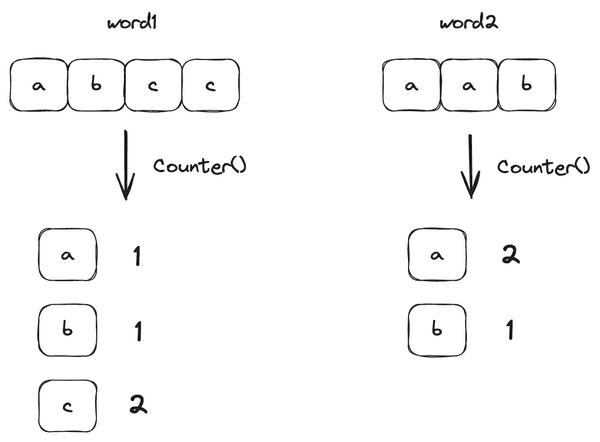 word1 word2
a b c c a a b
Counter() Counter()
a 1 a 2
b 1 b 1
c 2